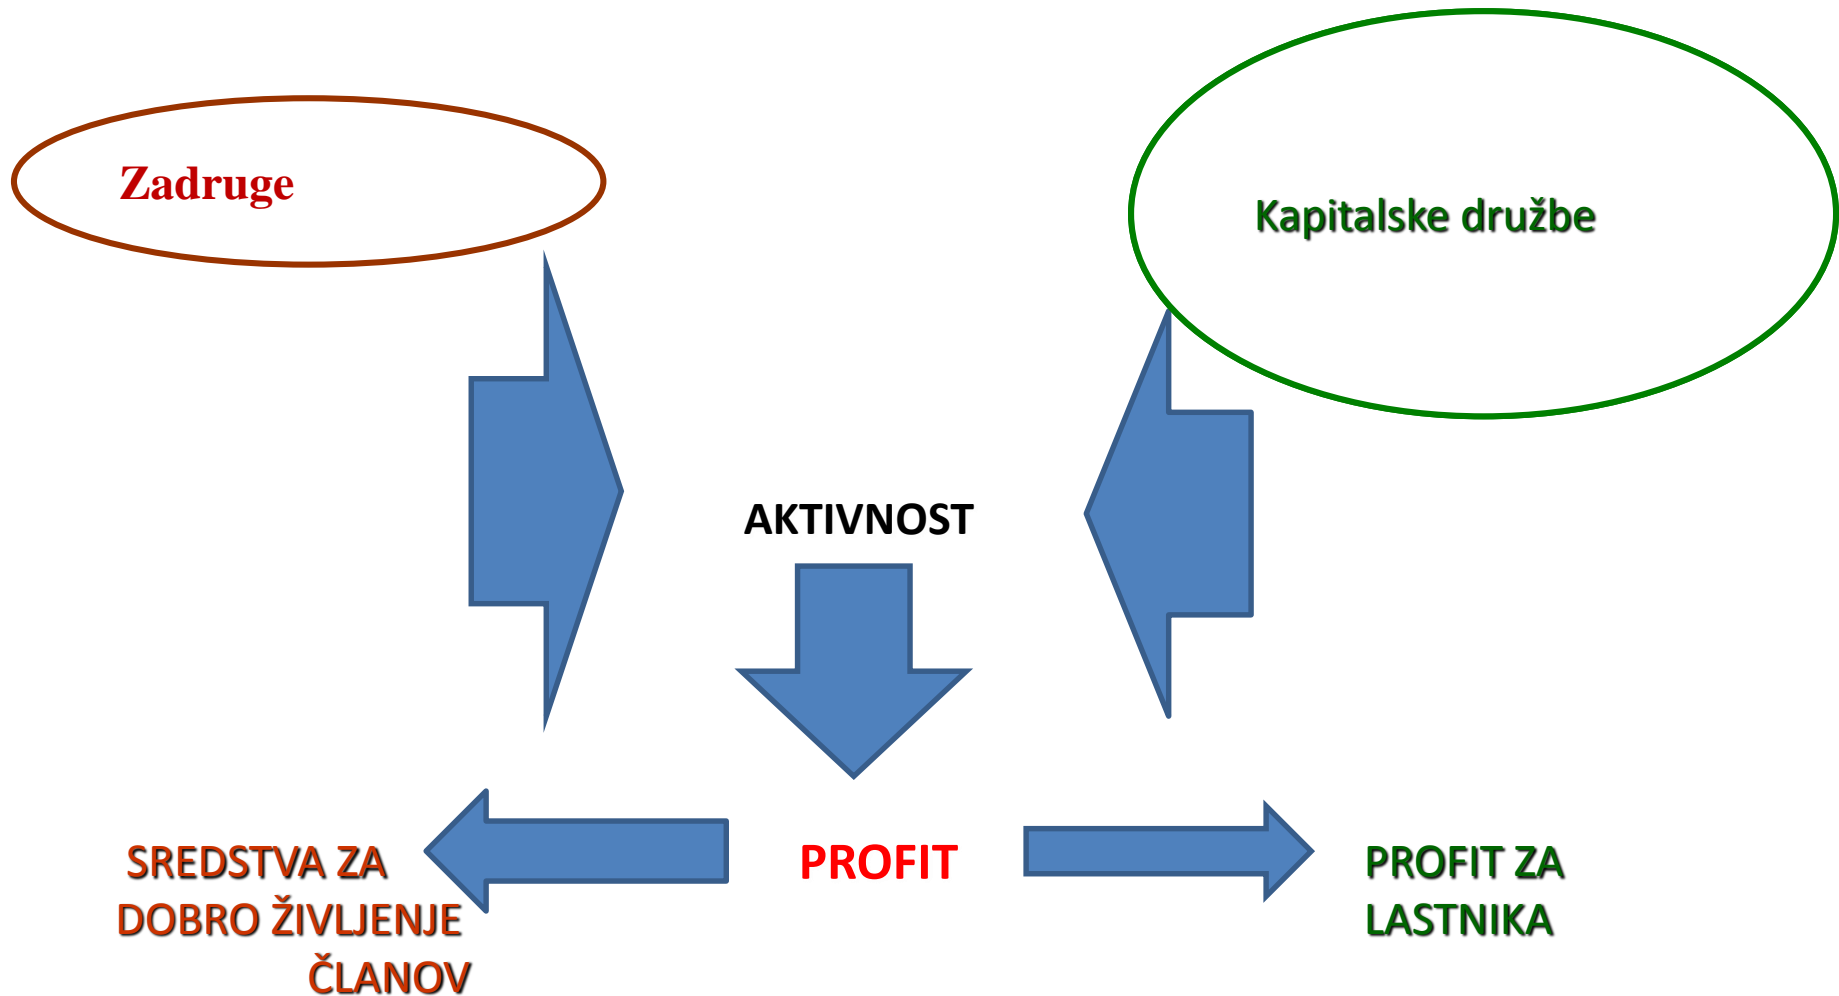 Zadruge
Kapitalske družbe
AKTIVNOST
PROFIT
SREDSTVA ZA
DOBRO ŽIVLJENJE
ČLANOV
PROFIT ZA
LASTNIKA